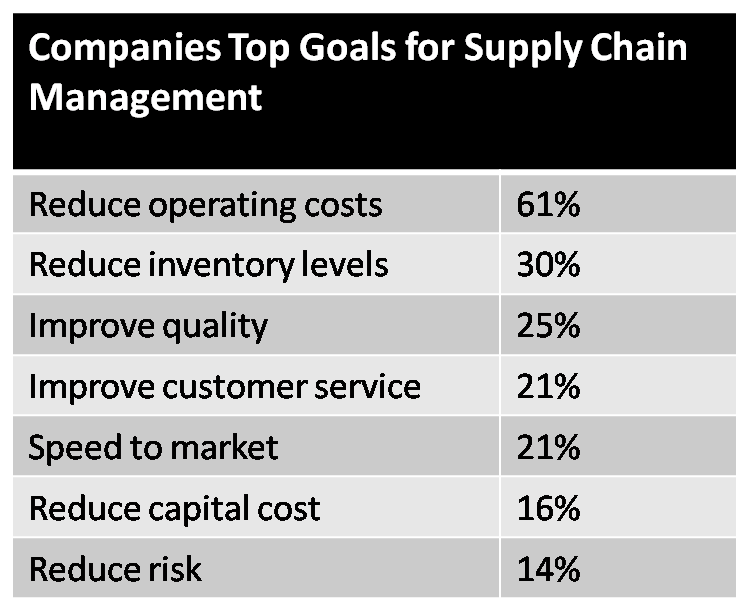 Companies Top Goals for Supply Chain
Management
Reduce operating costs 61%
Reduce inventory levels 30%
Improve quality 25%
Improve customer service 21%
Speed to market 21%
Reduce capital cost 16%
Reduce risk 14%